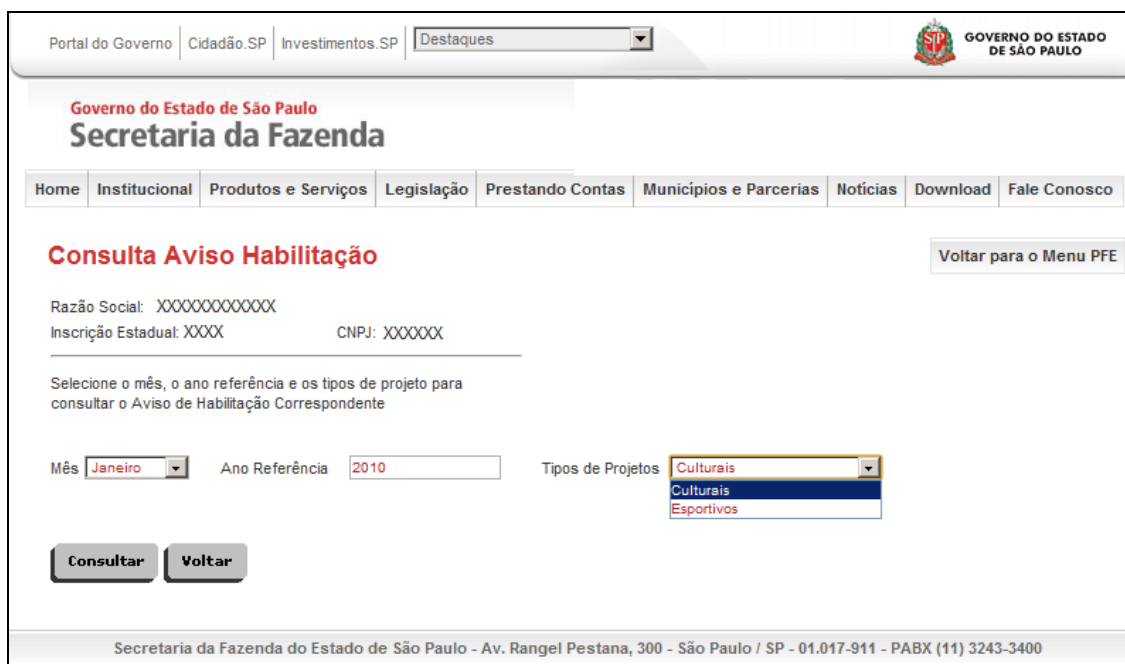 Portal do Governo Cidadão.SP Investimentos.SP Destaques
GOVERNO DO ESTADO
DE SÃO PAULO
Governo do Estado de São Paulo
Secretaria da Fazenda
Home Institucional Produtos e Serviços Legislação Prestando Contas Municípios e Parcerias Notícias Download Fale Conosco
Consulta Aviso Habilitação
Voltar para o Menu PFE
Razão Social: XXXXXXXXXXXX
Inscrição Estadual: XXXX CNPJ: XXXXXX
Selecione o mês, o ano referência e os tipos de projeto para
consultar o Aviso de Habilitação Correspondente
Mês Janeiro Ano Referência 2010 Tipos de Projetos Culturais
Culturais
Esportivos
Consultar Voltar
Secretaria da Fazenda do Estado de São Paulo - Av. Rangel Pestana, 300 - São Paulo / SP - 01.017-911 - PABX (11) 3243-3400